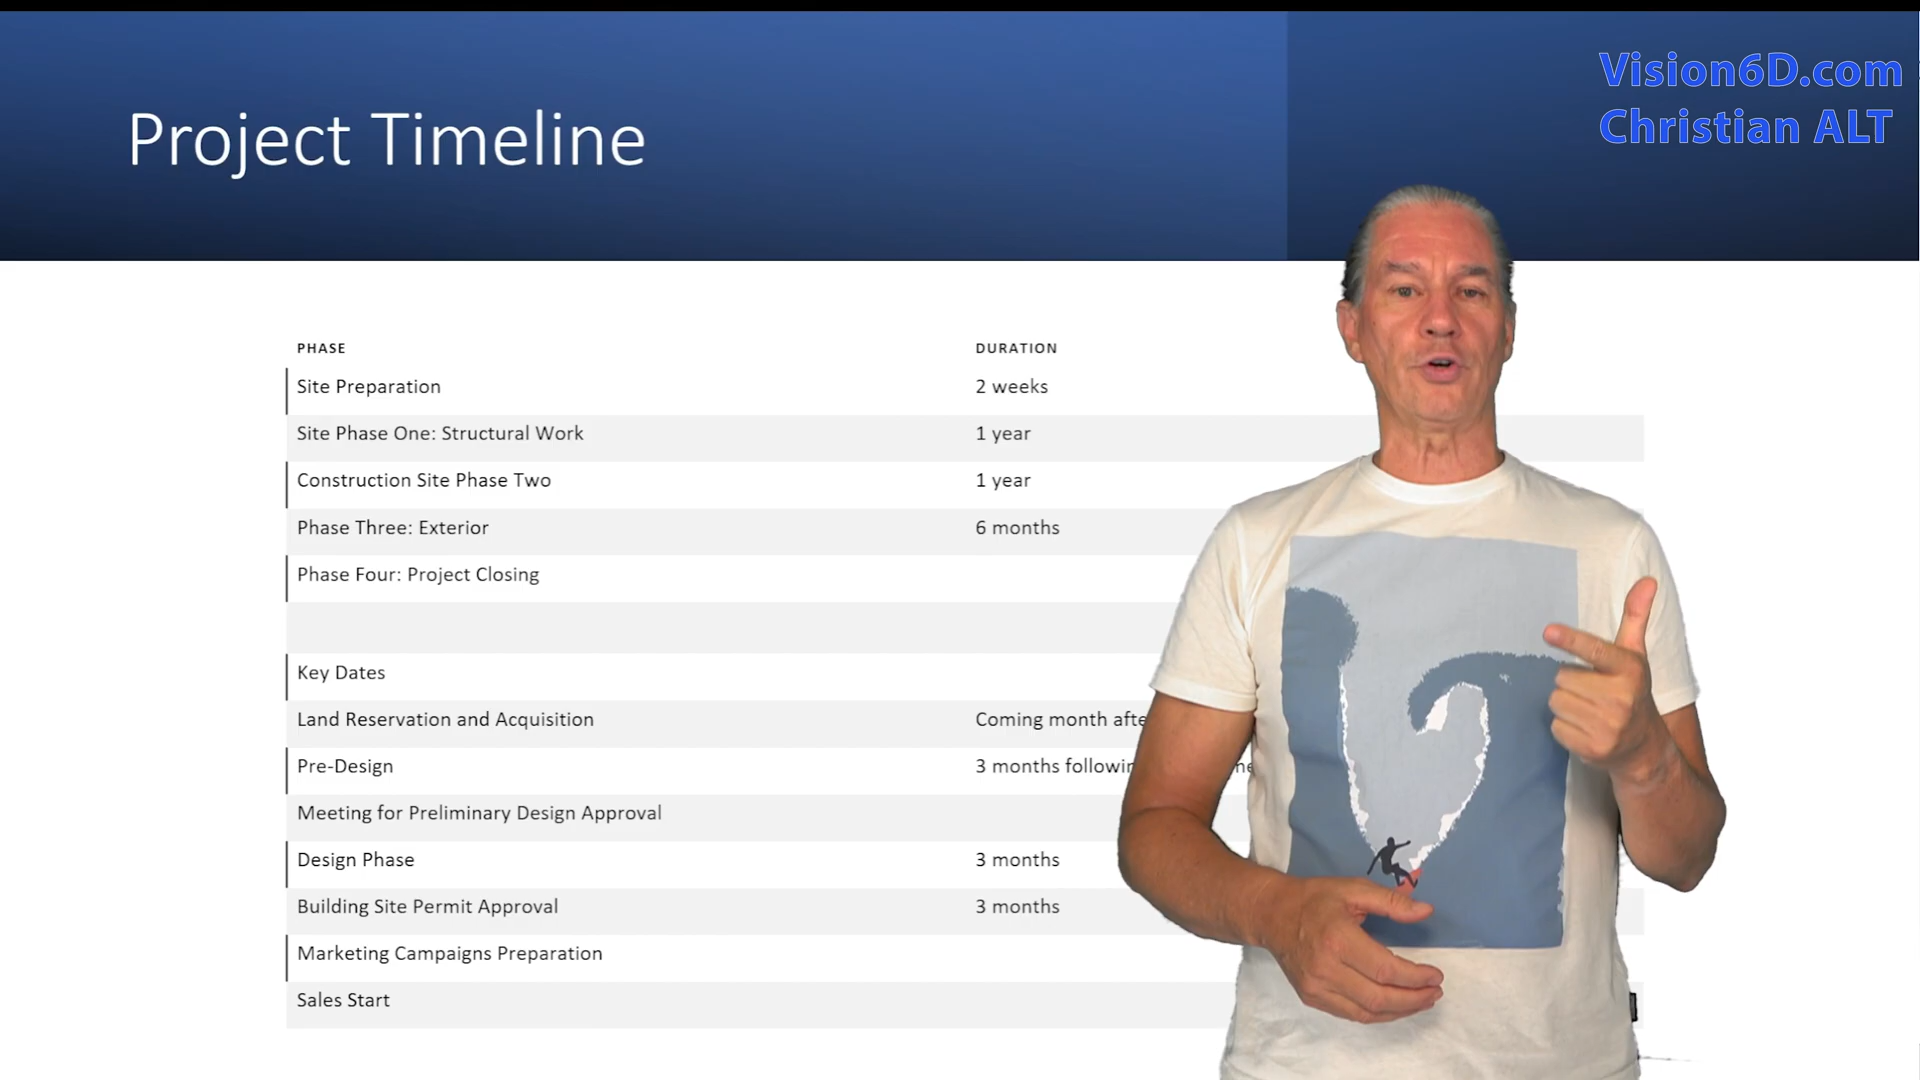 Vision6D.com
Christian ALT
Project Timeline
PHASE DURATION
Site Preparation 2 weeks
Site Phase One: Structural Work 1 year
Construction Site Phase Two 1 year
Phase Three: Exterior 6 months
Phase Four: Project Closing
Key Dates
Land Reservation and Acquisition Coming month
Pre-Design 3 months
Meeting for Preliminary Design Approval
Design Phase 3 months
Building Site Permit Approval 3 months
Marketing Campaigns Preparation
Sales Start